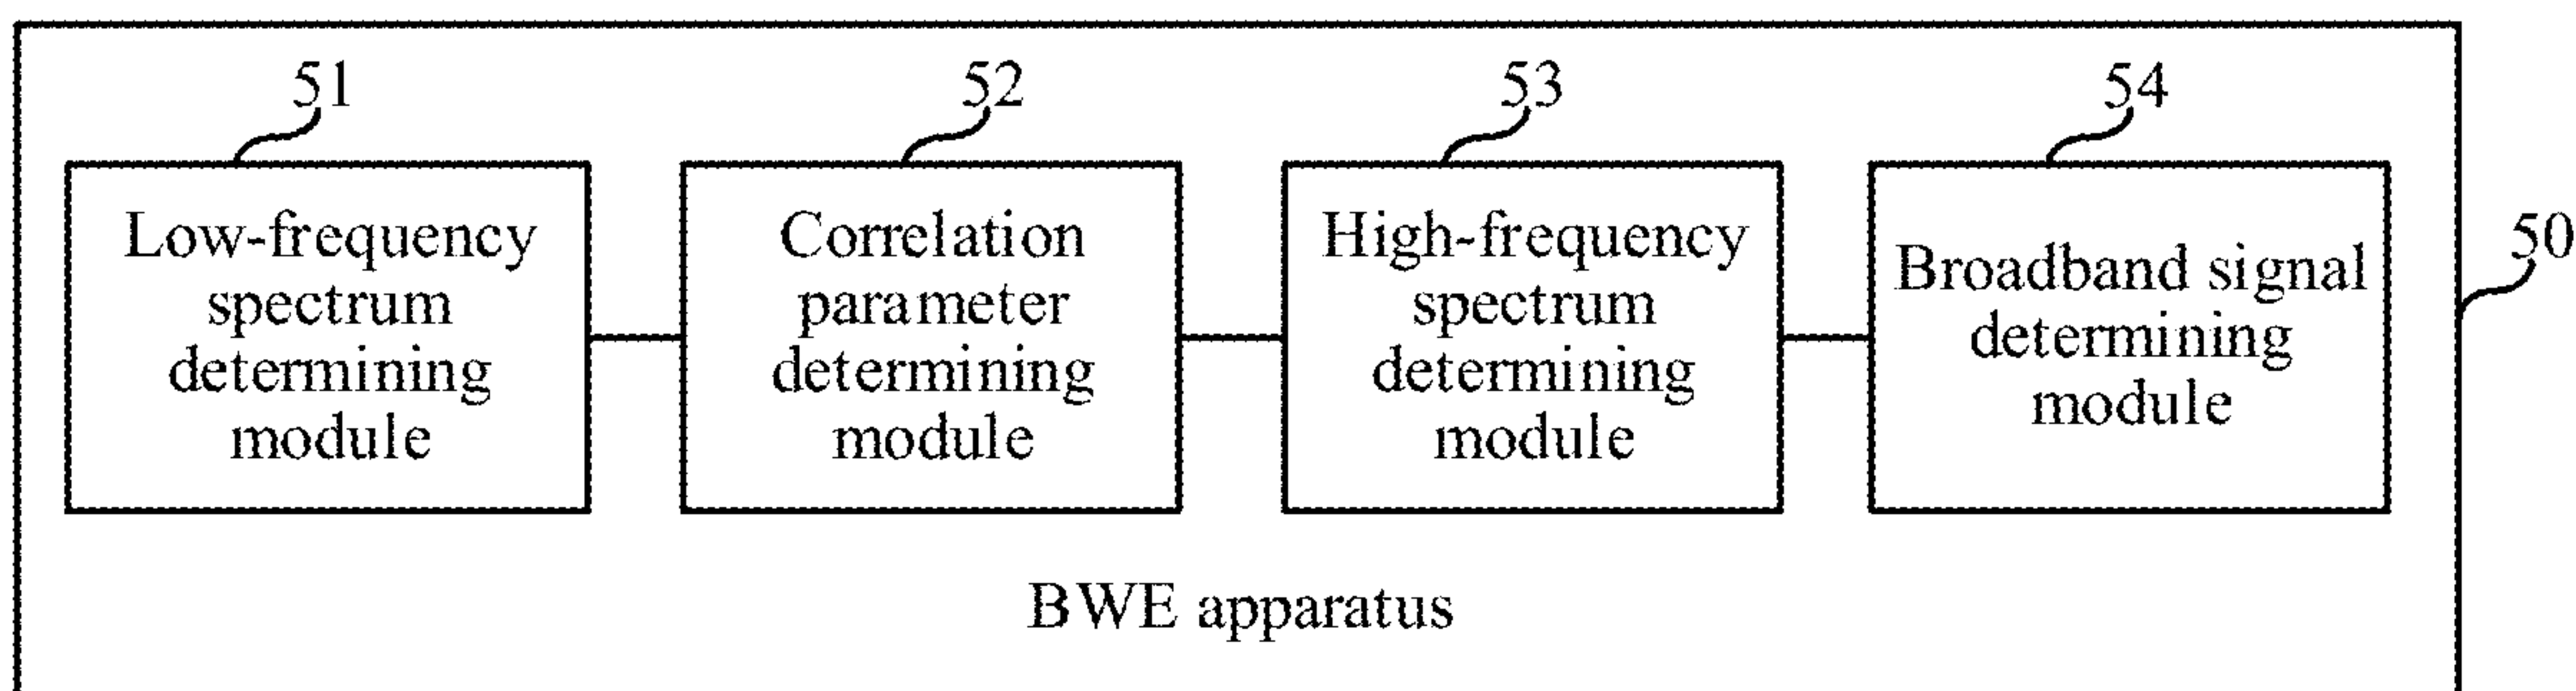 51
52
53
54
50
Low-frequency
spectrum
determining
module
Correlation
parameter
determining
module
High-frequency
spectrum
determining
module
Broadband signal
determining
module
BWE apparatus